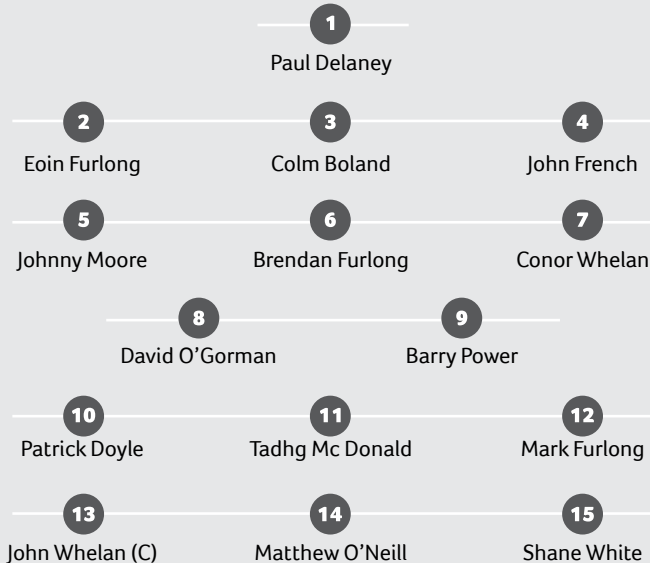 1
Paul Delaney
2 3 4
Eoin Furlong Colm Boland John French
5 6 7
Johnny Moore Brendan Furlong Conor Whelan
8 9
David O’Gorman Barry Power
10 11 12
Patrick Doyle Tadhg Mc Donald Mark Furlong
13 14 15
John Whelan (C) Matthew O’Neill Shane White